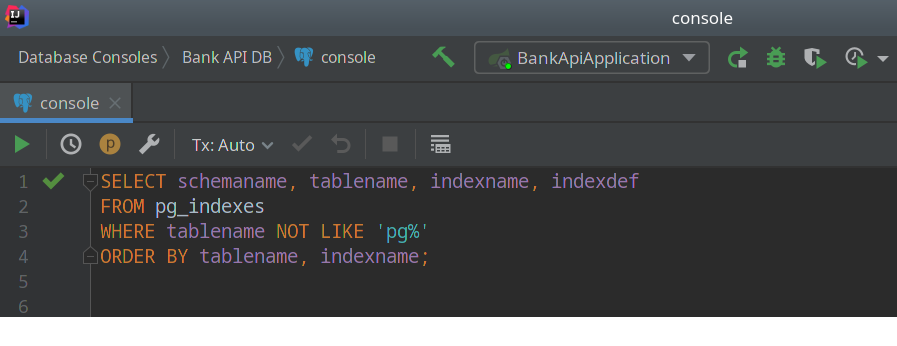 IJ
console
Database Consoles
Bank API DB
console
BankApiApplication
console
p
Tx: Auto
1 SELECT schemaname, tablename, indexname, indexdef
2 FROM pg_indexes
3 WHERE tablename NOT LIKE 'pg%'
4 ORDER BY tablename, indexname;
5
6